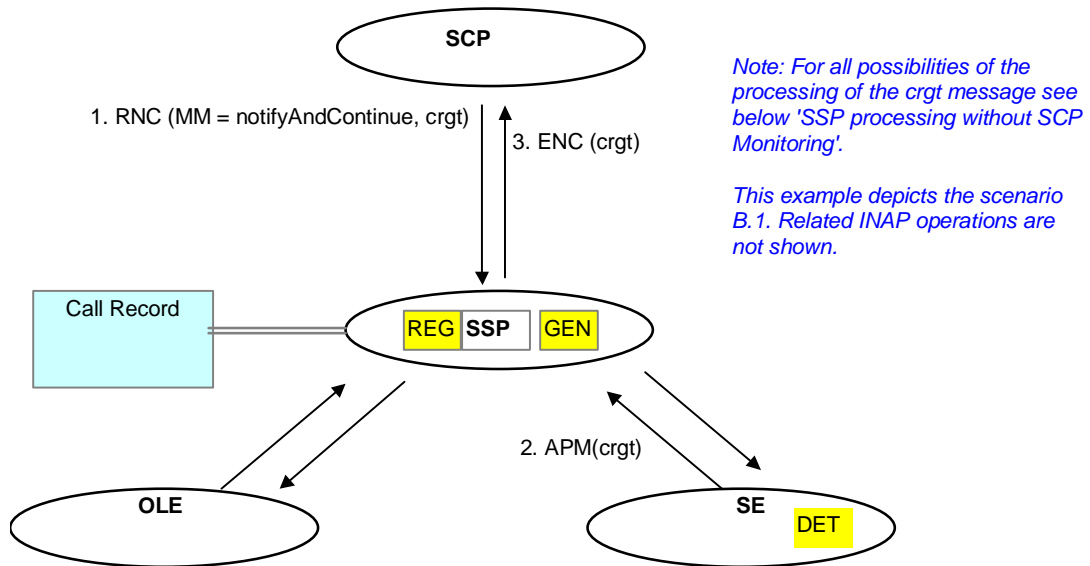 SCP
Note: For all possibilities of the
processing of the crgt message see
below 'SSP processing without SCP
Monitoring'.
This example depicts the scenario
B.1. Related INAP operations are
not shown.
1. RNC (MM = notifyAndContinue, crgt)
3. ENC (crgt)
Call Record
REG SSP GEN
2. APM(crgt)
OLE
SE
DET